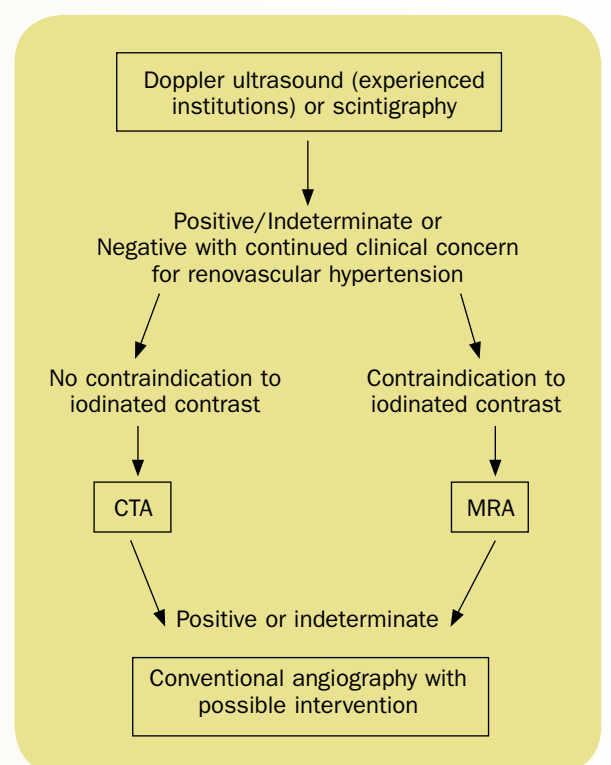 Doppler ultrasound (experienced
institutions) or scintigraphy
Positive/Indeterminate or
Negative with continued clinical concern
for renovascular hypertension
No contraindication to
iodinated contrast
Contraindication to
iodinated contrast
CTA
MRA
Positive or indeterminate
Conventional angiography with
possible intervention